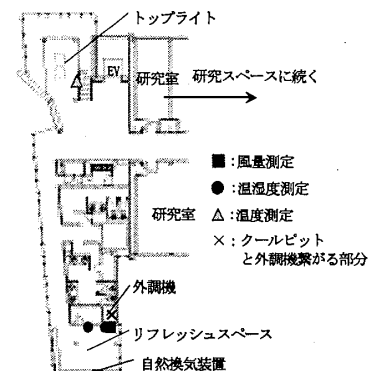 トップライト
EV
研究室
研究スペースに続く
■:風量測定
●:温湿度測定
△:温度測定
研究室
×:クールピット
と外調機繋がる部分
外調機
リフレッシュスペース
自然換気装置